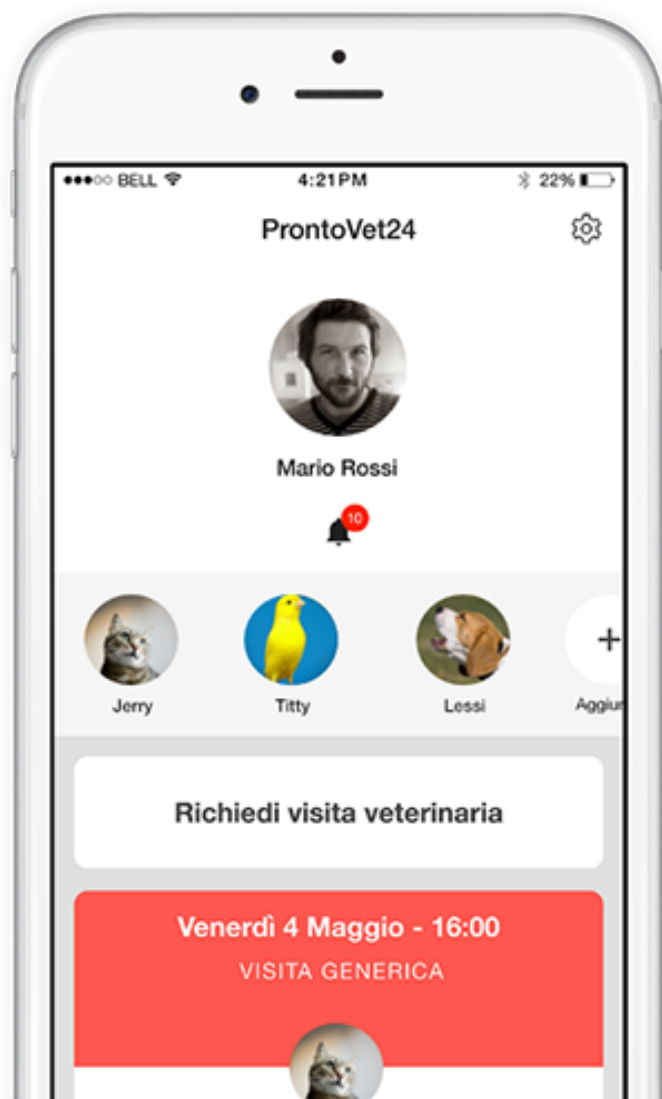 BELL 4:21PM 22%
ProntoVet24
Mario Rossi
10
Jerry Titty Lessi
Richiedi visita veterinaria
Venerdì 4 Maggio - 16:00
VISITA GENERICA